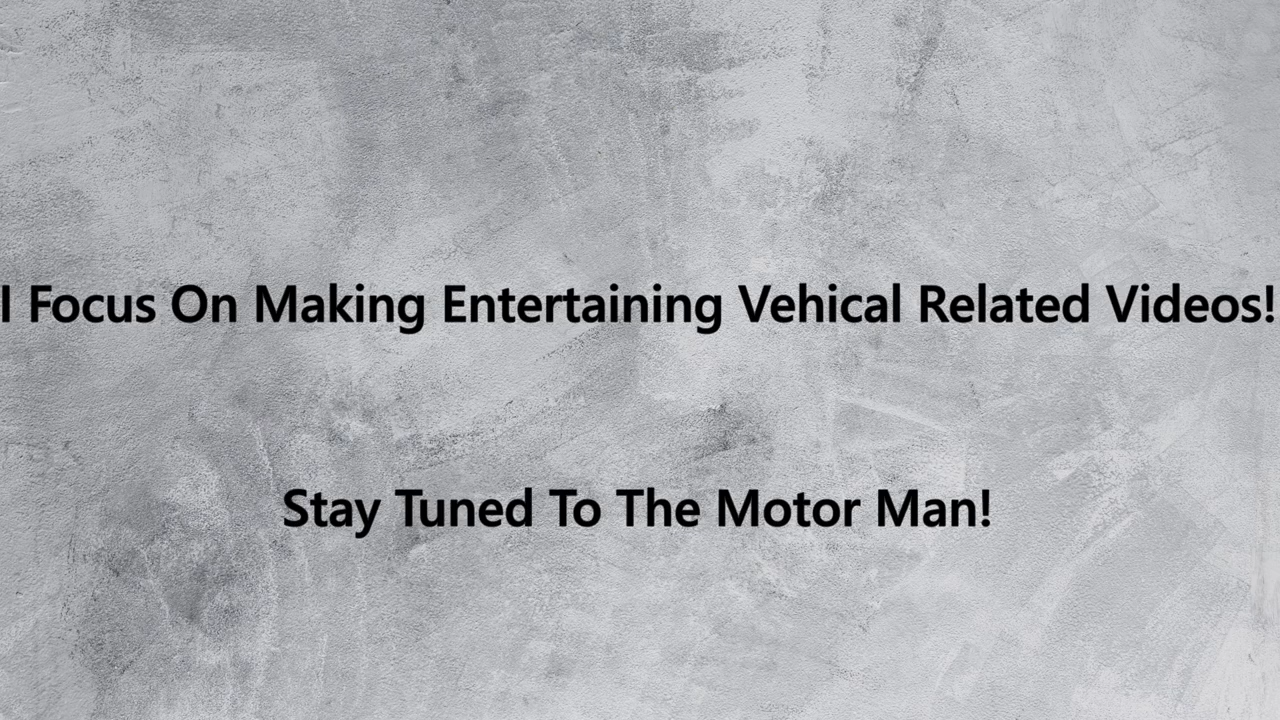 I Focus On Making Entertaining Vehical Related Videos!
Stay Tuned To The Motor Man!